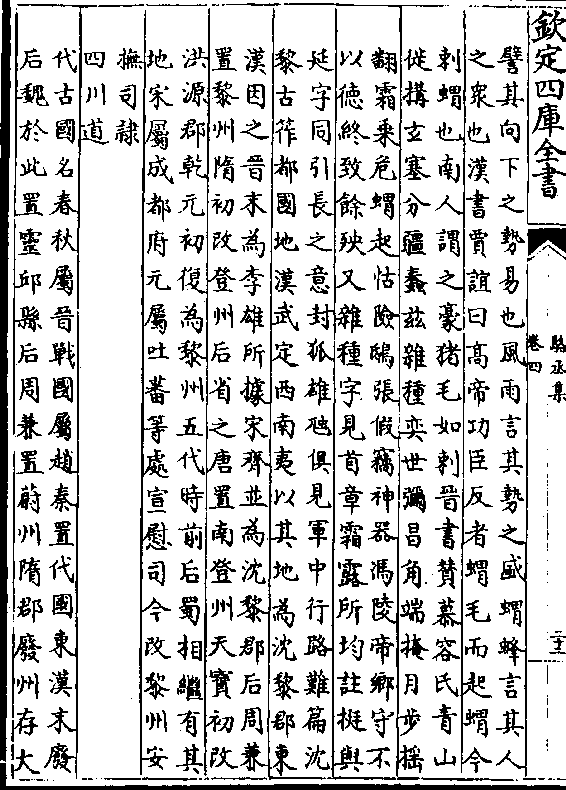 欽定四庫全書
駱丞集
卷四
譬其向下之勢易也風雨言其勢之盛蝟蜂言其人
之衆也漢書賈誼曰高帝功臣反者蝟毛而起蝟今
刺蝟也南人謂之豪猪毛如刺晉書贊慕容氏青山
徙搆玄塞分疆蠢茲雜種奕世彌昌角端掩月步搖
翻霜乗危蝟起怙險鴟張假竊神器馮陵帝鄉守不
以德終致餘殃又雜種字見首章霜露所均註挺與
延字同引長之意封狐雄虺俱見軍中行路難篇沈
黎古筰都國地漢武定西南夷以其地為沈黎郡東
漢因之晉末為李雄所據宋齊並為沈黎郡后周兼
置黎州隋初改登州后省之唐置南登州天寳初改
洪源郡乾元初復為黎州五代時前后蜀相繼有其
地宋屬成都府元屬吐蕃等處宣慰司今改黎州安
撫司隸
四川道
代古國名春秋屬晉戰國屬趙秦置代國東漢末廢
后魏於此置靈邱縣后周兼置蔚州隋郡廢州存大